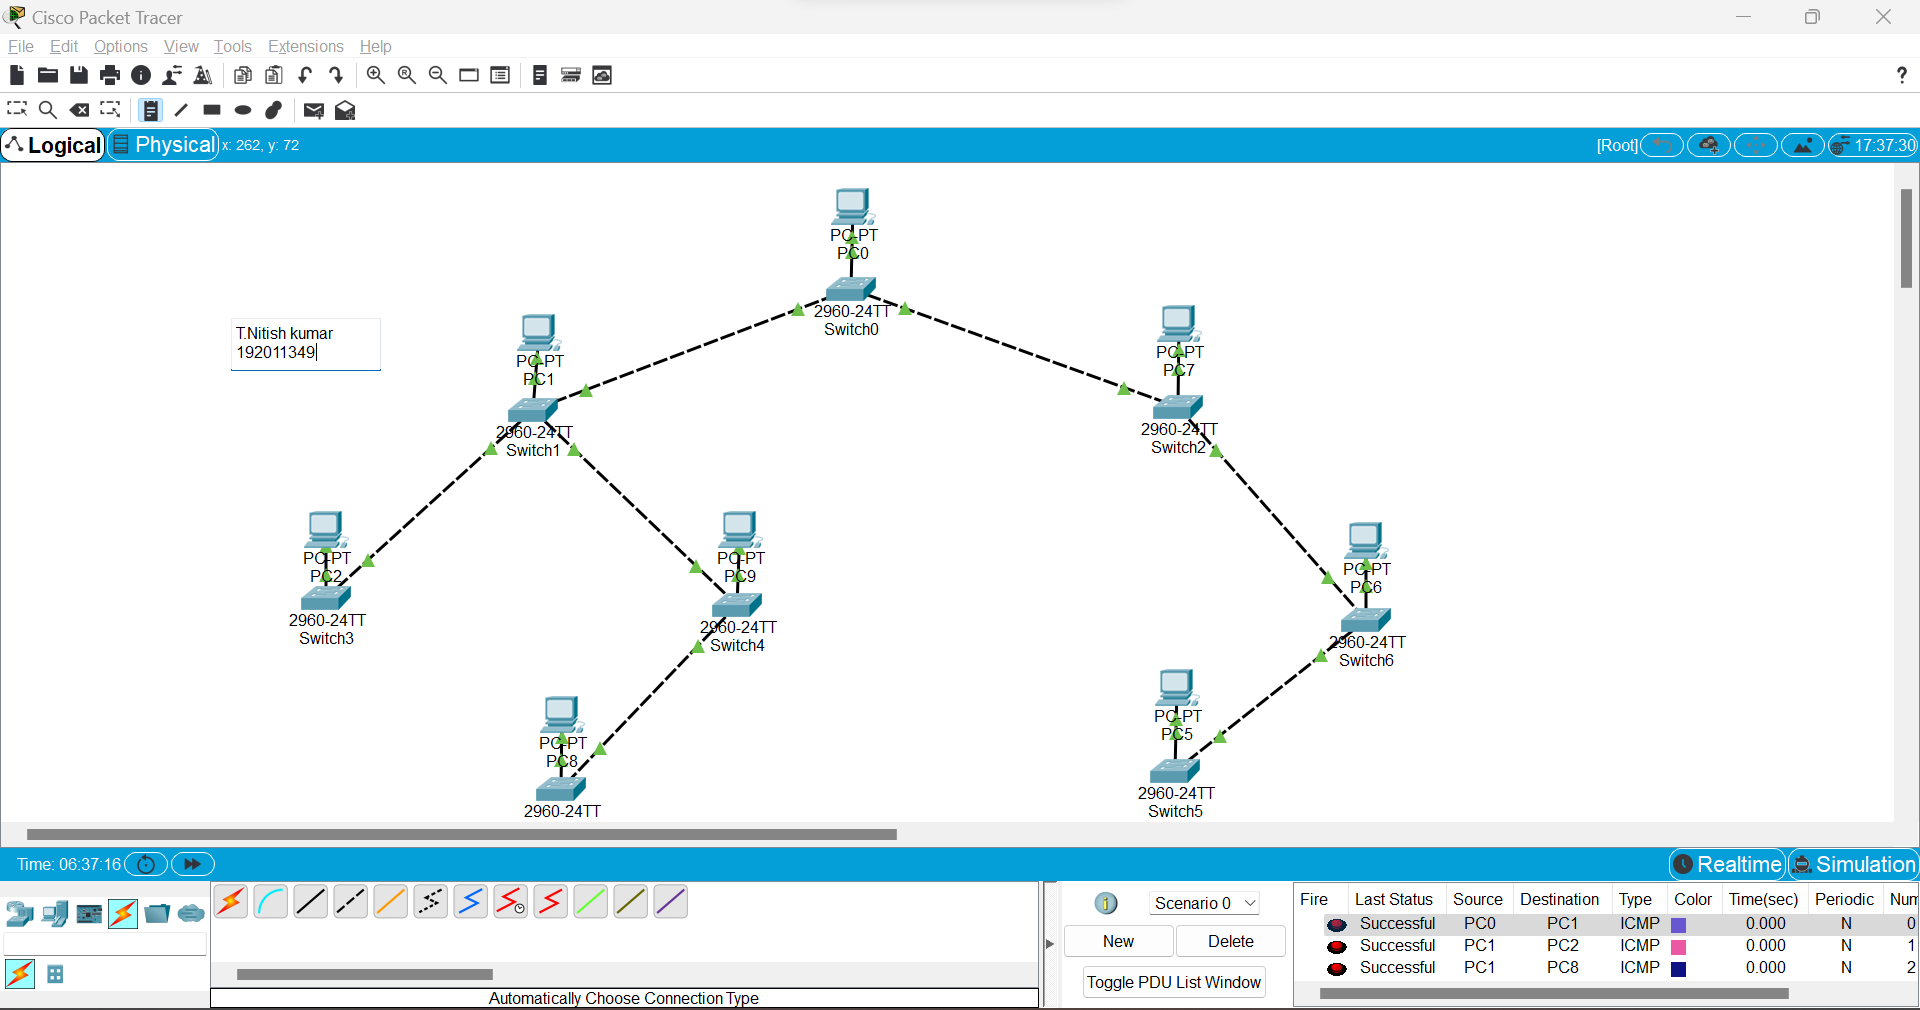 Cisco Packet Tracer
File Edit Options View Tools Extensions Help
?
Logical Physical x: 262, y: 72 [Root] 17:37:30
PC-PT
PC0
2960-24TT
Switch0
T.Nitish kumar
192011349
PC-PT
PC1
2960-24TT
Switch1
PC-PT
PC7
2960-24TT
Switch2
PC-PT
PC2
2960-24TT
Switch3
PC-PT
PC9
2960-24TT
Switch4
PC-PT
PC6
2960-24TT
Switch6
PC-PT
PC8
2960-24TT
PC-PT
PC5
2960-24TT
Switch5
Time: 06:37:16 Realtime Simulation
Automatically Choose Connection Type
Scenario 0
New Delete
Toggle PDU List Window
Fire Last Status Source Destination Type Color Time(sec) Periodic Num
Successful PC0 PC1 ICMP 0.000 N 0
Successful PC1 PC2 ICMP 0.000 N 1
Successful PC1 PC8 ICMP 0.000 N 2